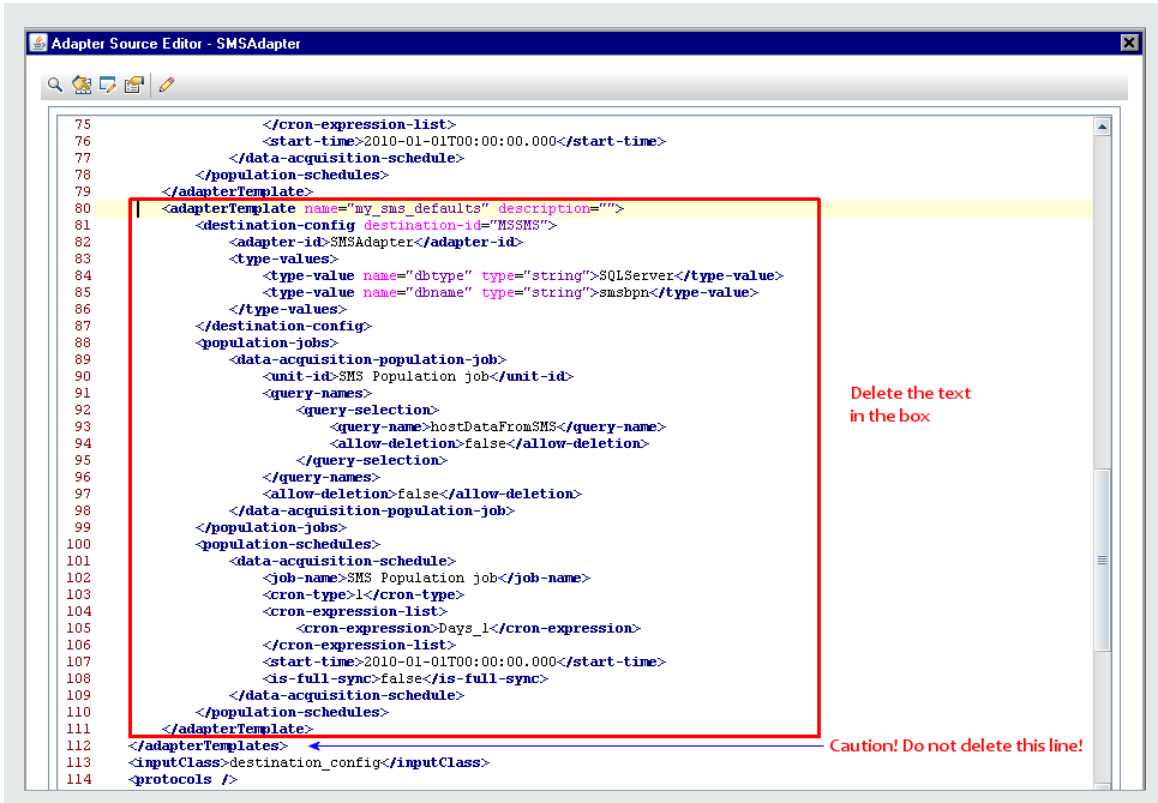 Adapter Source Editor - SMSAdapter
75 </cron-expression-list>
76 <start-time>2010-01-01T00:00:00.000</start-time>
77 </data-acquisition-schedule>
78 </population-schedules>
79 </adapterTemplate>
80 <adapterTemplate name="my_sms_defaults" description="">
81 <destination-config destination-id="MSSMS">
82 <adapter-id>SMSAdapter</adapter-id>
83 <type-values>
84 <type-value name="dbtype" type="string">SQLServer</type-value>
85 <type-value name="dbname" type="string">smsbpn</type-value>
86 </type-values>
87 </destination-config>
88 <population-jobs>
89 <data-acquisition-population-job>
90 <unit-id>SMS Population job</unit-id>
91 <query-names>
92 <query-selection>
93 <query-name>hostDataFromSMS</query-name>
94 <allow-deletion>false</allow-deletion>
95 </query-selection>
96 </query-names>
97 <allow-deletion>false</allow-deletion>
98 </data-acquisition-population-job>
99 </population-jobs>
100 <population-schedules>
101 <data-acquisition-schedule>
102 <job-name>SMS Population job</job-name>
103 <cron-type>1</cron-type>
104 <cron-expression-list>
105 <cron-expression>Days_1</cron-expression>
106 </cron-expression-list>
107 <start-time>2010-01-01T00:00:00.000</start-time>
108 <is-full-sync>false</is-full-sync>
109 </data-acquisition-schedule>
110 </population-schedules>
111 </adapterTemplate>
112 </adapterTemplates>
113 <inputClass>destination_config</inputClass>
114 <protocols />
Delete the text
in the box
Caution! Do not delete this line!